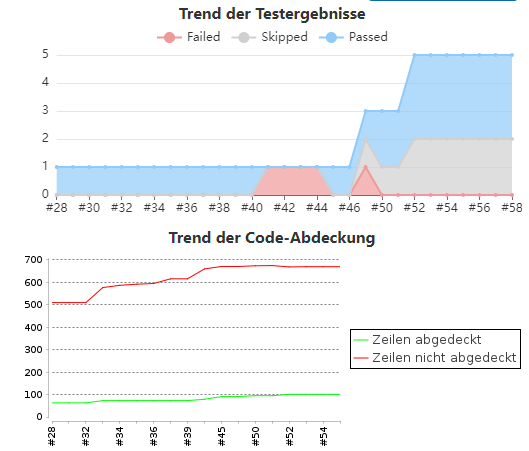 Trend der Testergebnisse
Failed Skipped Passed
5
4
3
2
1
0
#28 #30 #32 #34 #36 #38 #40 #42 #44 #46 #50 #52 #54 #56 #58
Trend der Code-Abdeckung
700
600
500
400
300
200
100
0
Zeilen abgedeckt
Zeilen nicht abgedeckt
#28 #32 #34 #36 #39 #45 #50 #52 #54